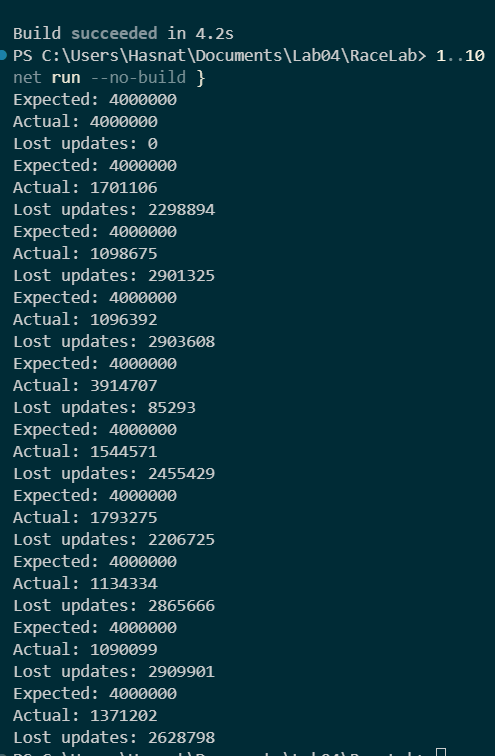 Build succeeded in 4.2s
PS C:\Users\Hasnat\Documents\Lab04\RaceLab> 1..10
net run --no-build }
Expected: 4000000
Actual: 4000000
Lost updates: 0
Expected: 4000000
Actual: 1701106
Lost updates: 2298894
Expected: 4000000
Actual: 1098675
Lost updates: 2901325
Expected: 4000000
Actual: 1096392
Lost updates: 2903608
Expected: 4000000
Actual: 3914707
Lost updates: 85293
Expected: 4000000
Actual: 1544571
Lost updates: 2455429
Expected: 4000000
Actual: 1793275
Lost updates: 2206725
Expected: 4000000
Actual: 1134334
Lost updates: 2865666
Expected: 4000000
Actual: 1090099
Lost updates: 2909901
Expected: 4000000
Actual: 1371202
Lost updates: 2628798